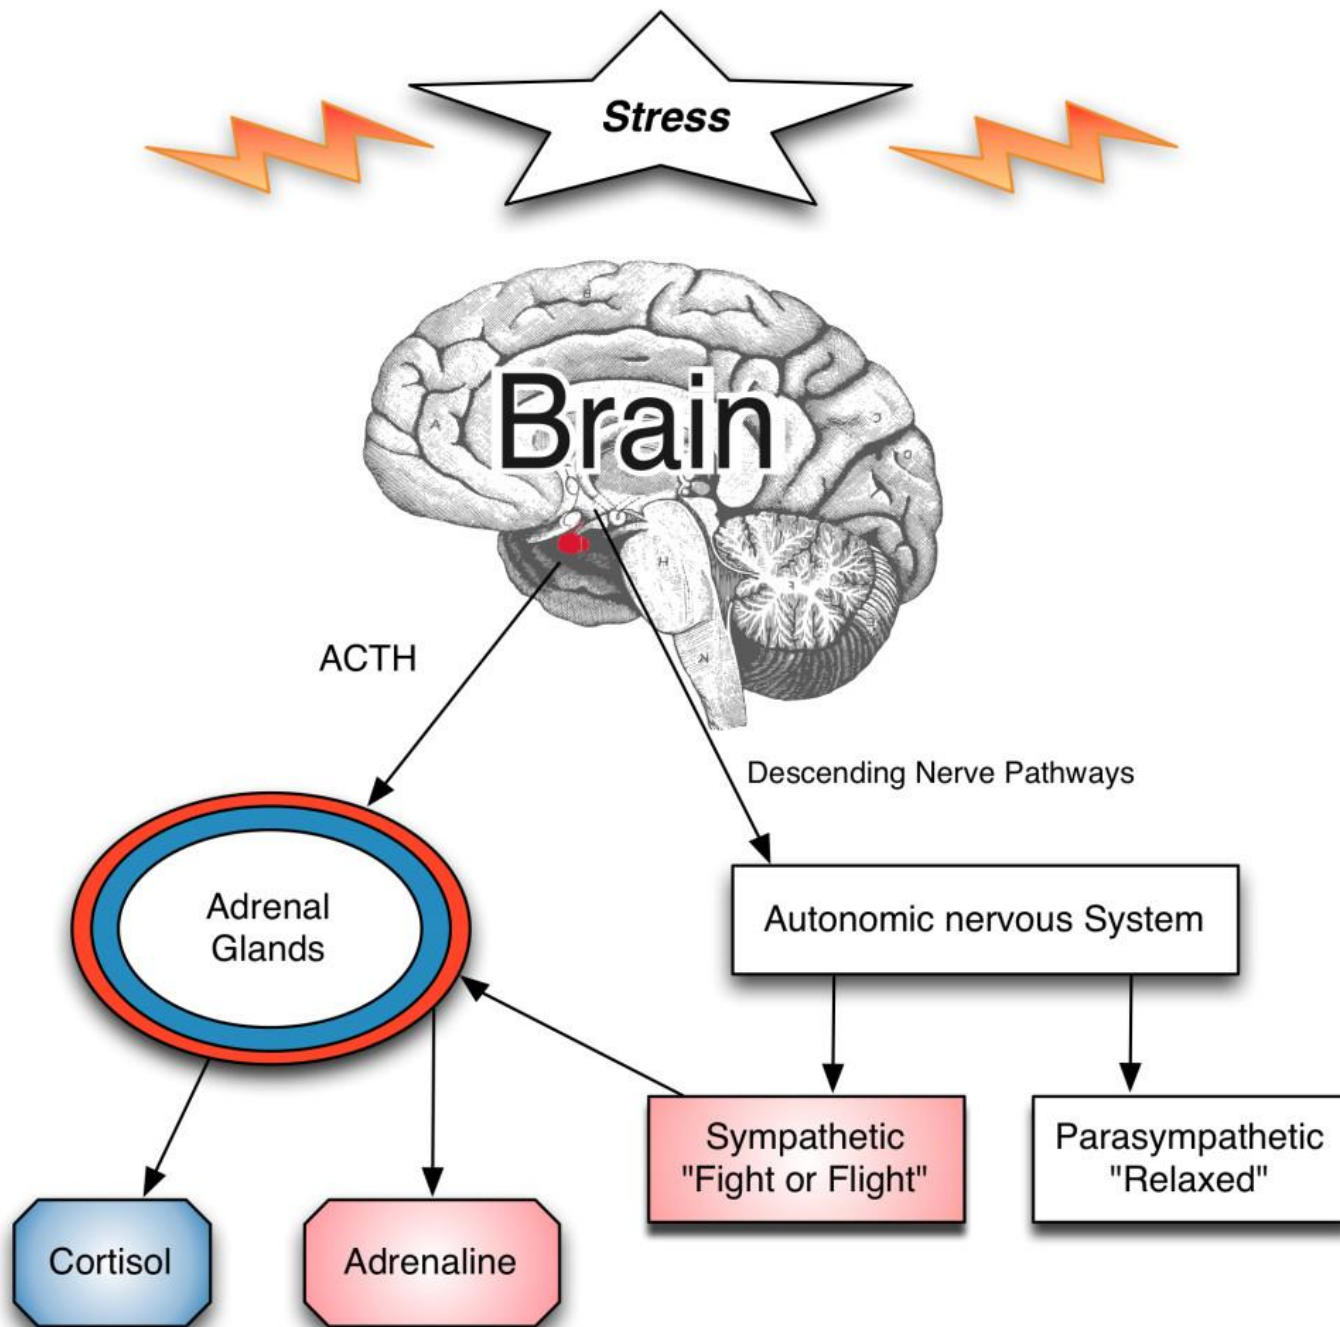 Stress
Brain
ACTH
Descending Nerve Pathways
Adrenal
Glands
Autonomic nervous System
Sympathetic
"Fight or Flight"
Parasympathetic
"Relaxed"
Cortisol
Adrenaline